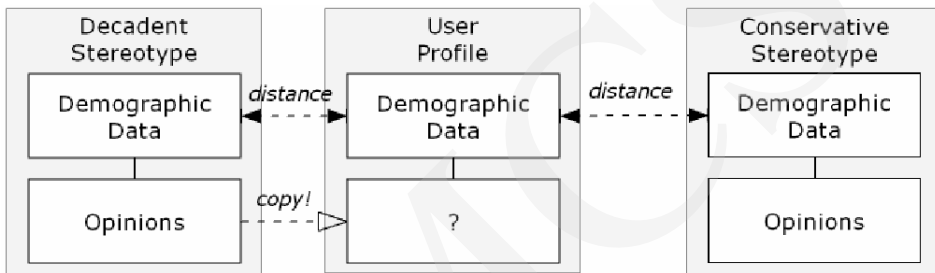 Decadent
Stereotype
Demographic
Data
Opinions
distance
copy!
User
Profile
Demographic
Data
?
distance
Conservative
Stereotype
Demographic
Data
Opinions